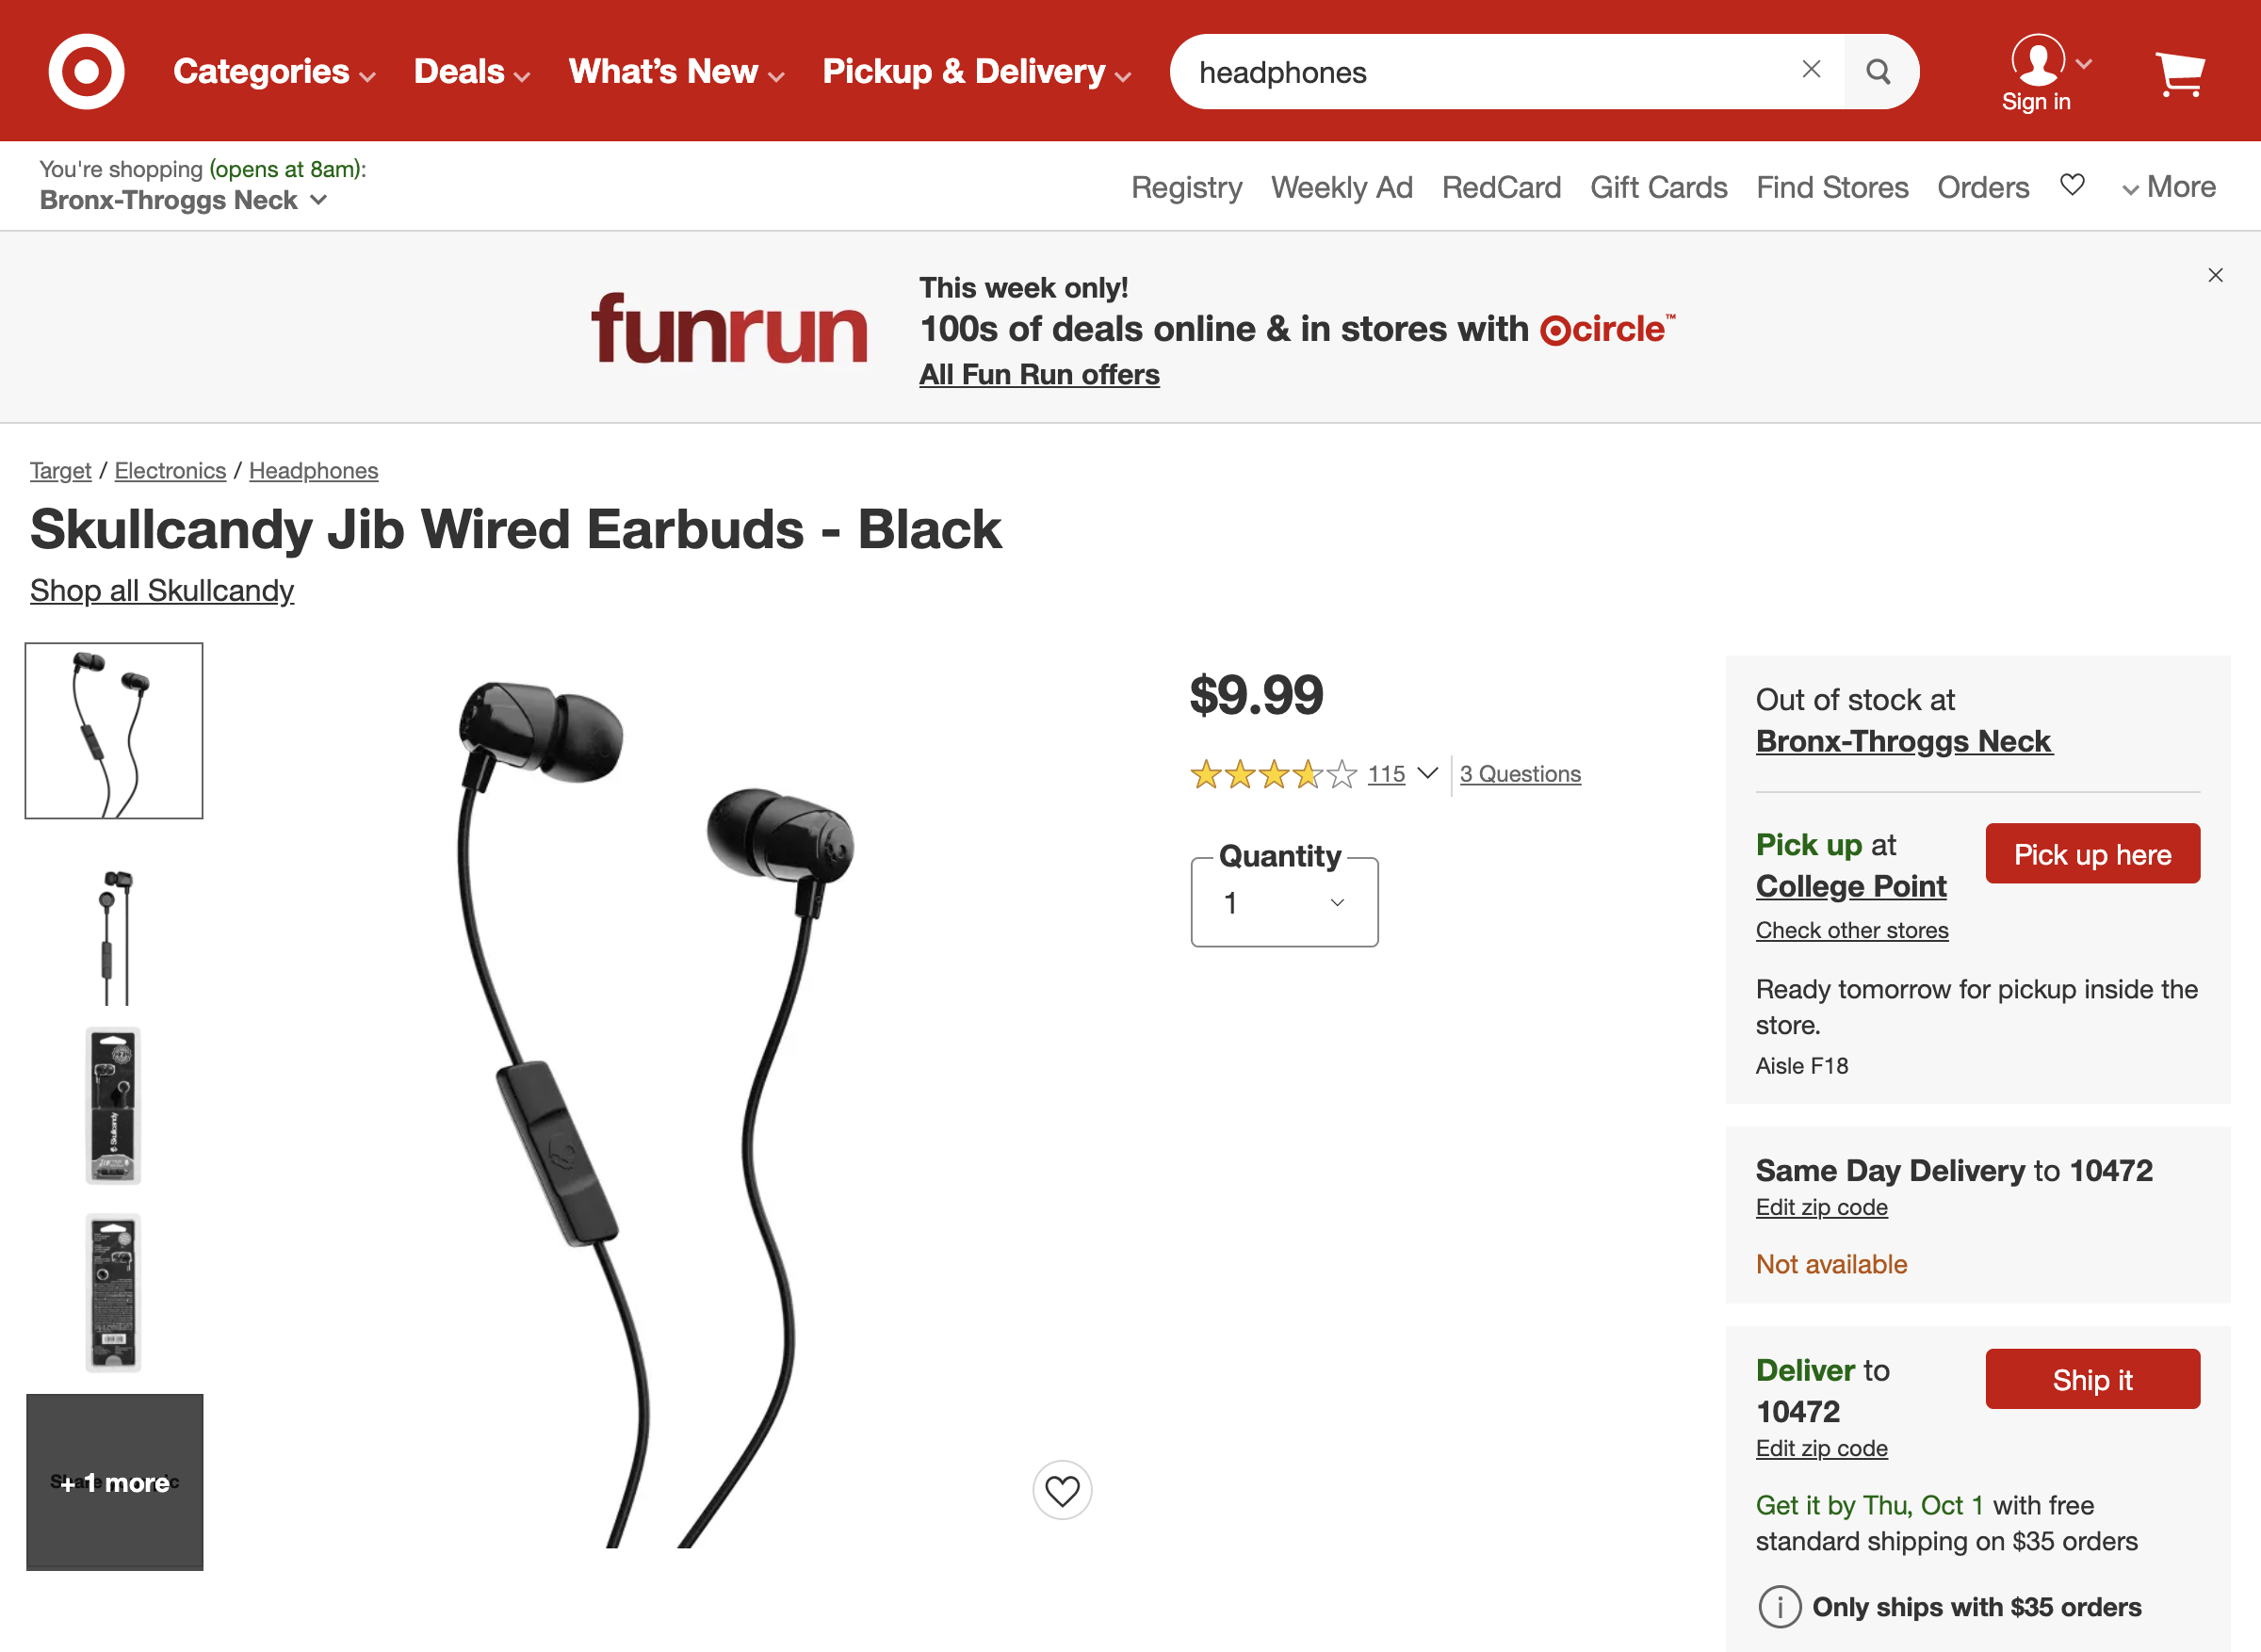 Categories
Deals
What's New
Pickup & Delivery
headphones
Sign in
You're shopping (opens at 8am):
Bronx-Throggs Neck
Registry
Weekly Ad
RedCard
Gift Cards
Find Stores
Orders
More
funrun
This week only!
100s of deals online & in stores with circle™
All Fun Run offers
Target / Electronics / Headphones
Skullcandy Jib Wired Earbuds - Black
Shop all Skullcandy
Skullcandy
+ 1 more
$9.99
115
3 Questions
Quantity
1
Out of stock at
Bronx-Throggs Neck
Pick up at
College Point
Pick up here
Check other stores
Ready tomorrow for pickup inside the
store.
Aisle F18
Same Day Delivery to 10472
Edit zip code
Not available
Deliver to
10472
Ship it
Edit zip code
Get it by Thu, Oct 1 with free
standard shipping on $35 orders
Only ships with $35 orders